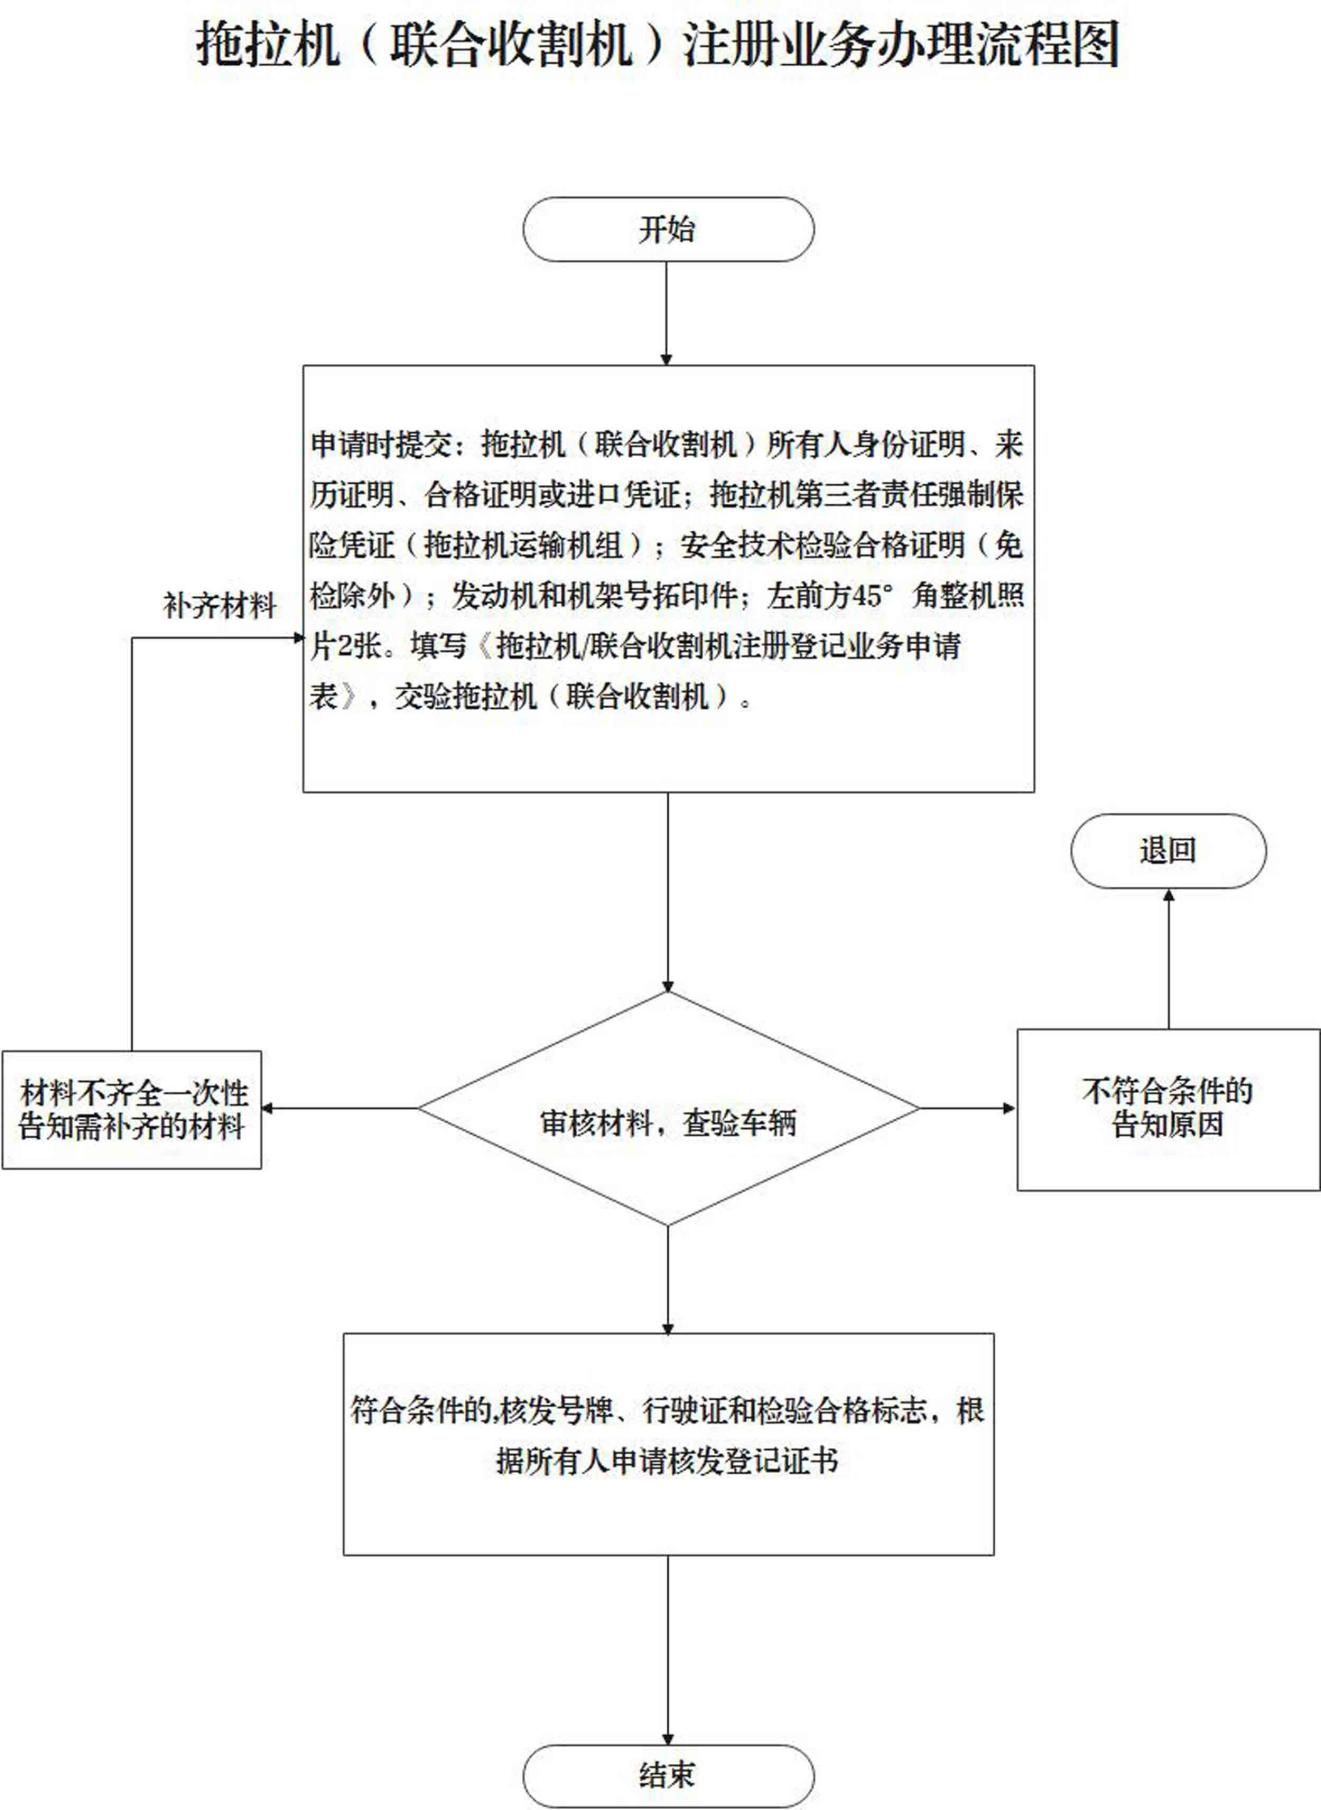 拖拉机（联合收割机）注册业务办理流程图
开始
申请时提交：拖拉机（联合收割机）所有人身份证明、来
历证明、合格证明或进口凭证；拖拉机第三者责任强制保
险凭证（拖拉机运输机组）；安全技术检验合格证明（免
检除外）；发动机和机架号拓印件；左前方45°角整机照
片2张。填写《拖拉机/联合收割机注册登记业务申请
表》，交验拖拉机（联合收割机）。
补齐材料
退回
材料不齐全一次性
告知需补齐的材料
审核材料，查验车辆
不符合条件的
告知原因
符合条件的,核发号牌、行驶证和检验合格标志，根
据所有人申请核发登记证书
结束